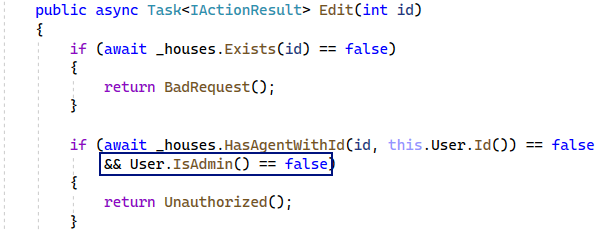 public async Task<IActionResult> Edit(int id)
{
if (await _houses.Exists(id) == false)
{
return BadRequest();
}
if (await _houses.HasAgentWithId(id, this.User.Id()) == false
&& User.IsAdmin() == false)
{
return Unauthorized();
}